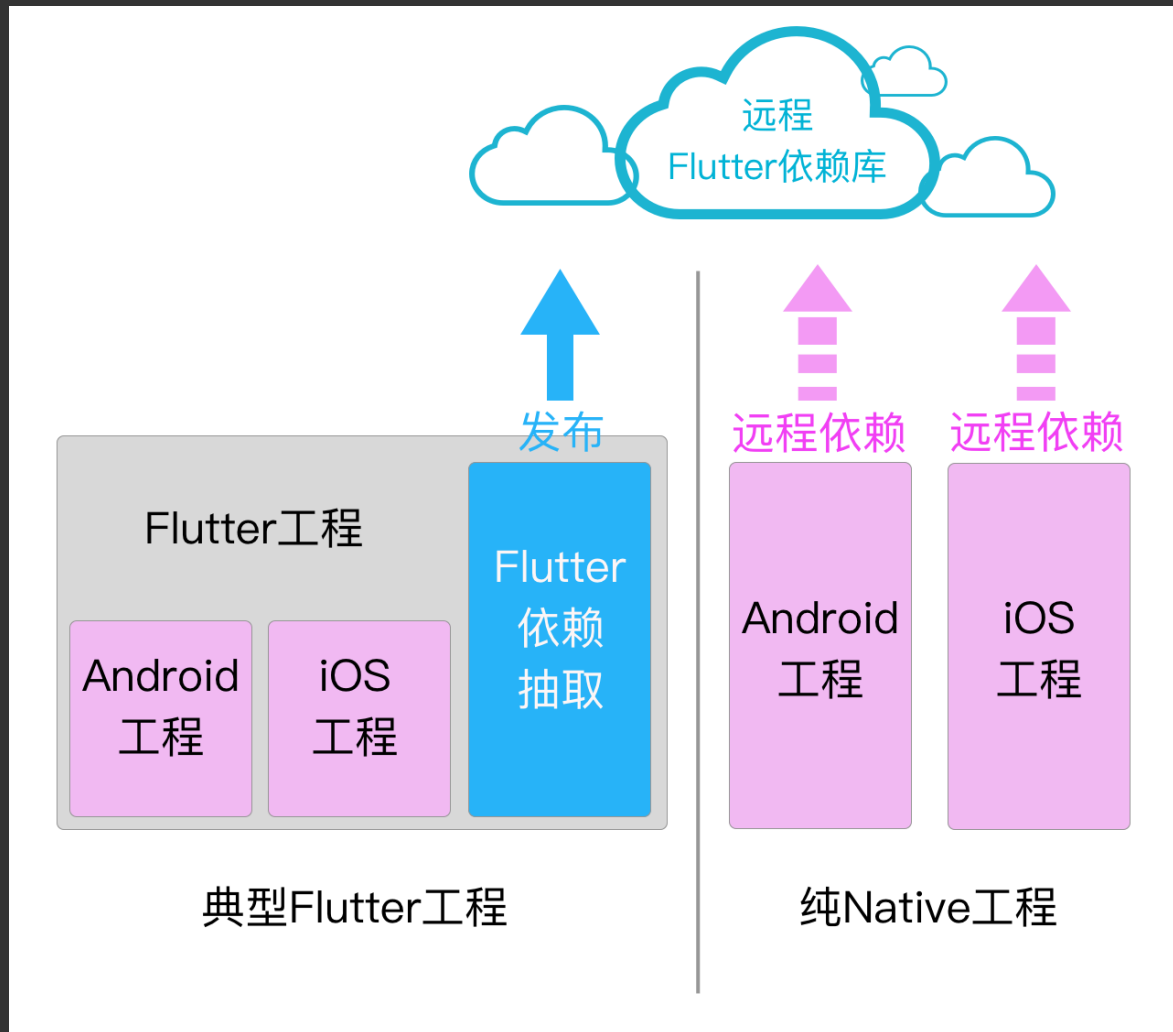 远程
Flutter依赖库
发布
远程依赖
远程依赖
Flutter工程
Android
工程
iOS
工程
Flutter
依赖
抽取
Android
工程
iOS
工程
典型Flutter工程
纯Native工程